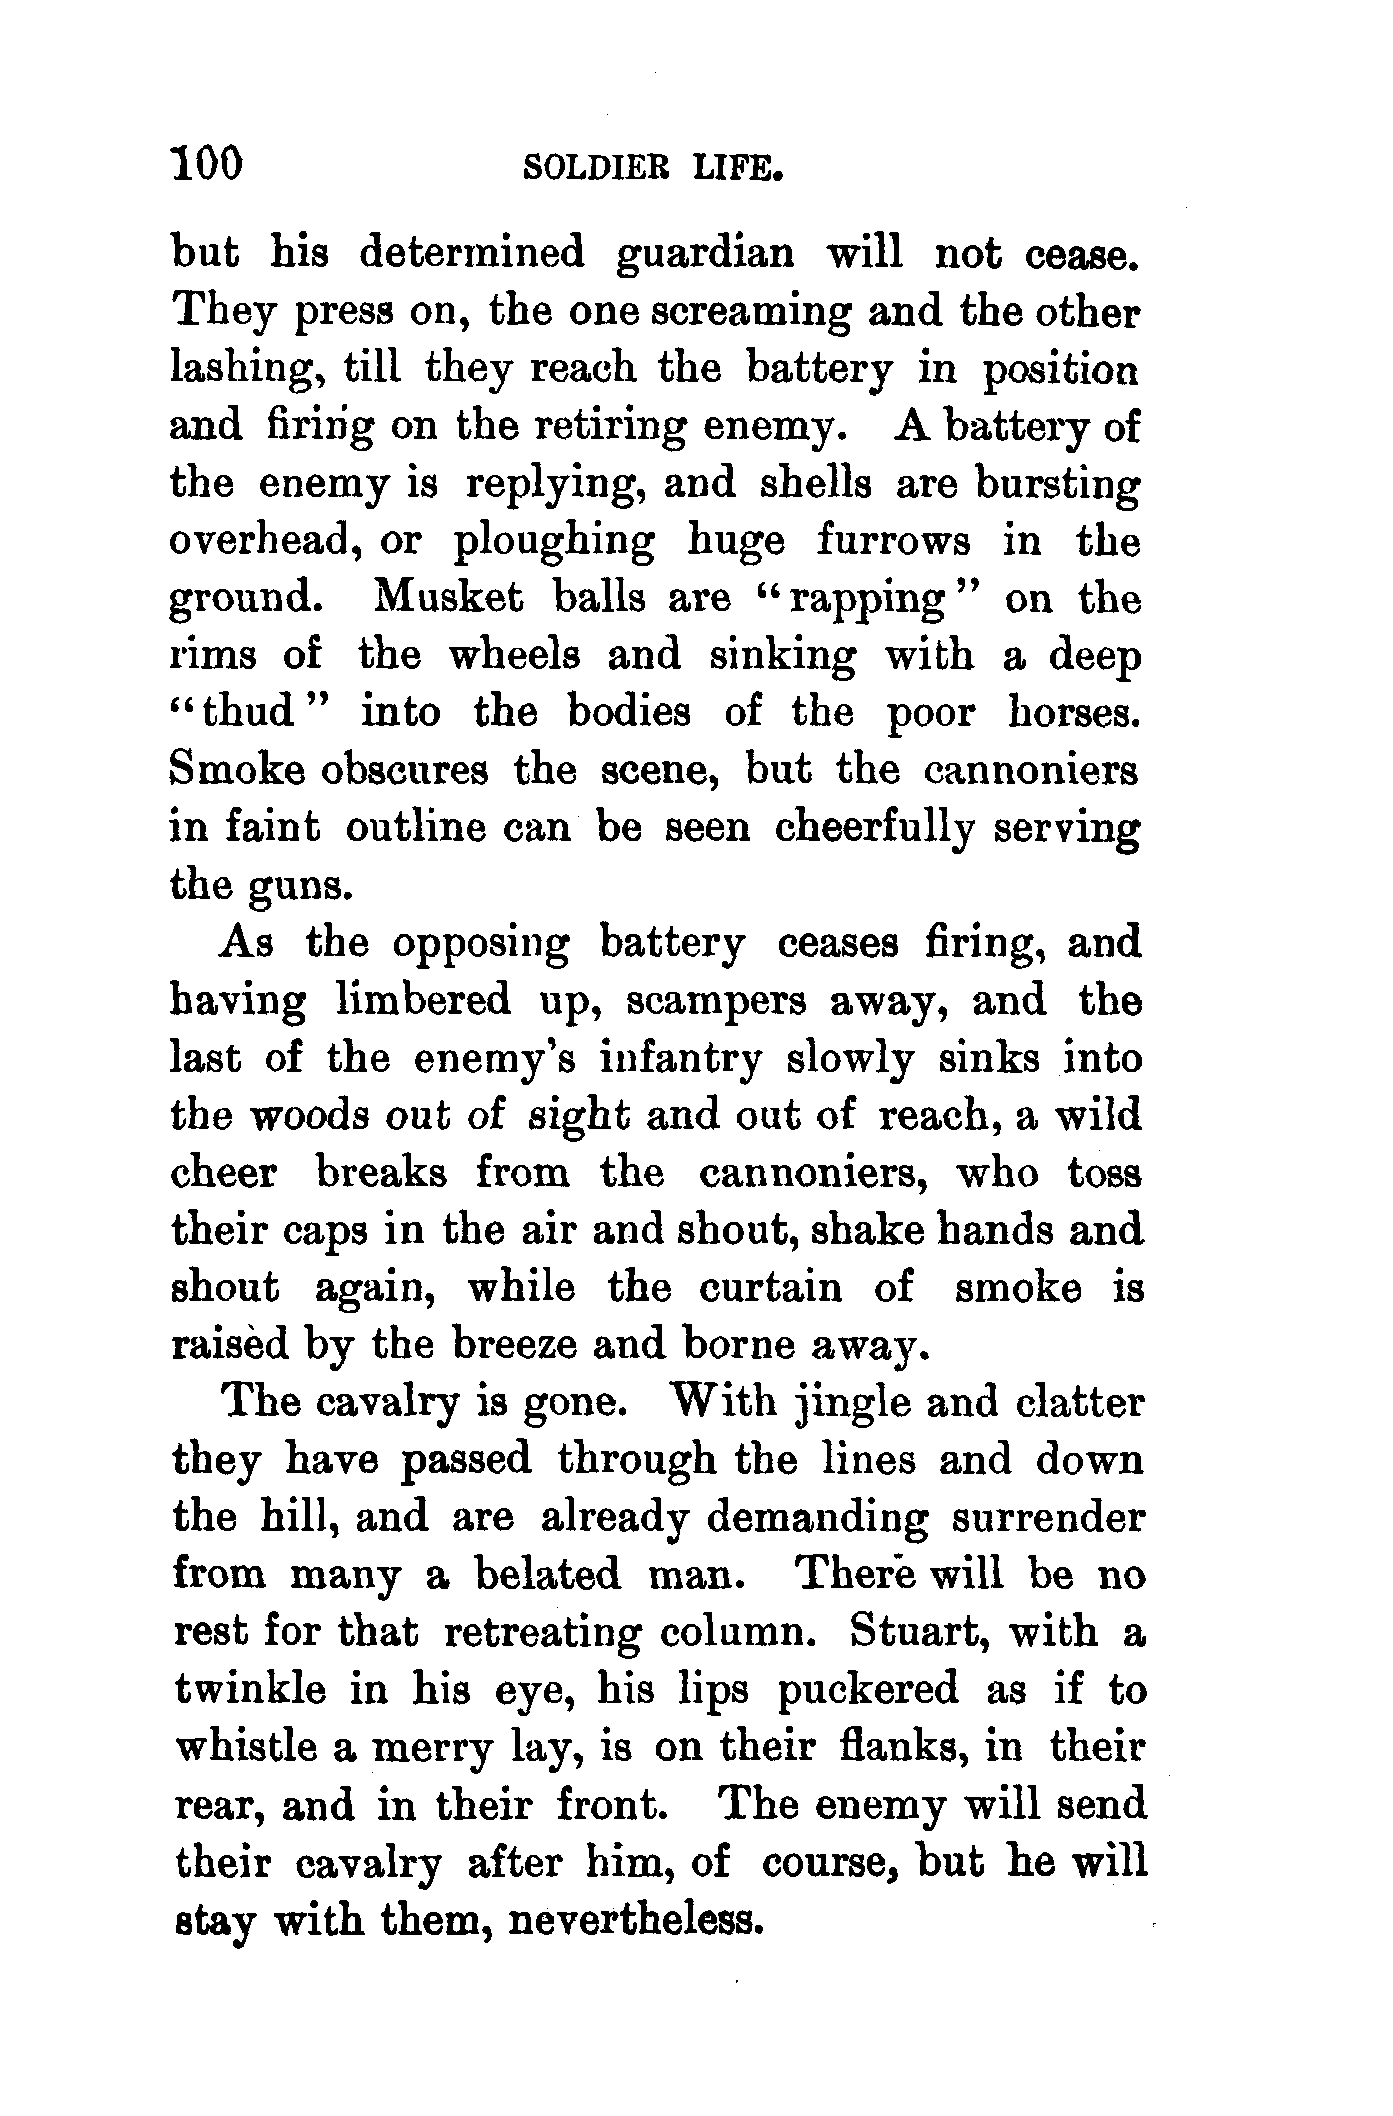 100 SOLDIER LIFE.
but his determined guardian will not cease.
They press on, the one screaming and the other
lashing, till they reach the battery in position
and firing on the retiring enemy. A battery of
the enemy is replying, and shells are bursting
overhead, or ploughing huge furrows in the
ground. Musket balls are “rapping” on the
rims of the wheels and sinking with a deep
“thud” into the bodies of the poor horses.
Smoke obscures the scene, but the cannoniers
in faint outline can be seen cheerfully serving
the guns.
As the opposing battery ceases firing, and
having limbered up, scampers away, and the
last of the enemy’s infantry slowly sinks into
the woods out of sight and out of reach, a wild
cheer breaks from the cannoniers, who toss
their caps in the air and shout, shake hands and
shout again, while the curtain of smoke is
raised by the breeze and borne away.
The cavalry is gone. With jingle and clatter
they have passed through the lines and down
the hill, and are already demanding surrender
from many a belated man. There will be no
rest for that retreating column. Stuart, with a
twinkle in his eye, his lips puckered as if to
whistle a merry lay, is on their flanks, in their
rear, and in their front. The enemy will send
their cavalry after him, of course, but he will
stay with them, nevertheless.